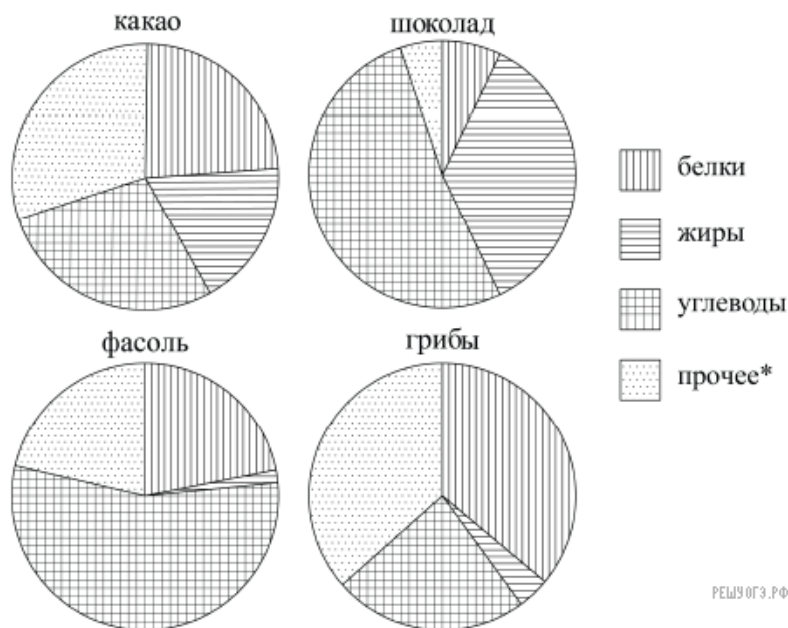 какао
шоколад
белки
жиры
углеводы
прочее*
фасоль
грибы
РЕШУОГЭ.РФ